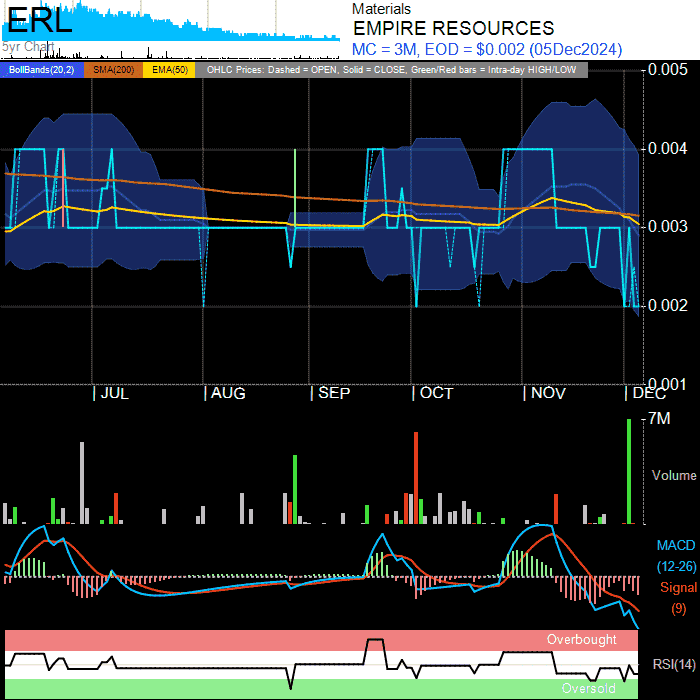 ERL
5yr Chart
Materials
EMPIRE RESOURCES
MC = 3M, EOD = $0.002 (05Dec2024)
BollBands(20,2) SMA(200) EMA(50) OHLC Prices: Dashed = OPEN, Solid = CLOSE, Green/Red bars = Intra-day HIGH/LOW
0.005
0.004
0.003
0.002
0.001
JUL AUG SEP OCT NOV DEC
7M
Volume
MACD
(12-26)
Signal
(9)
Overbought
RSI(14)
Oversold